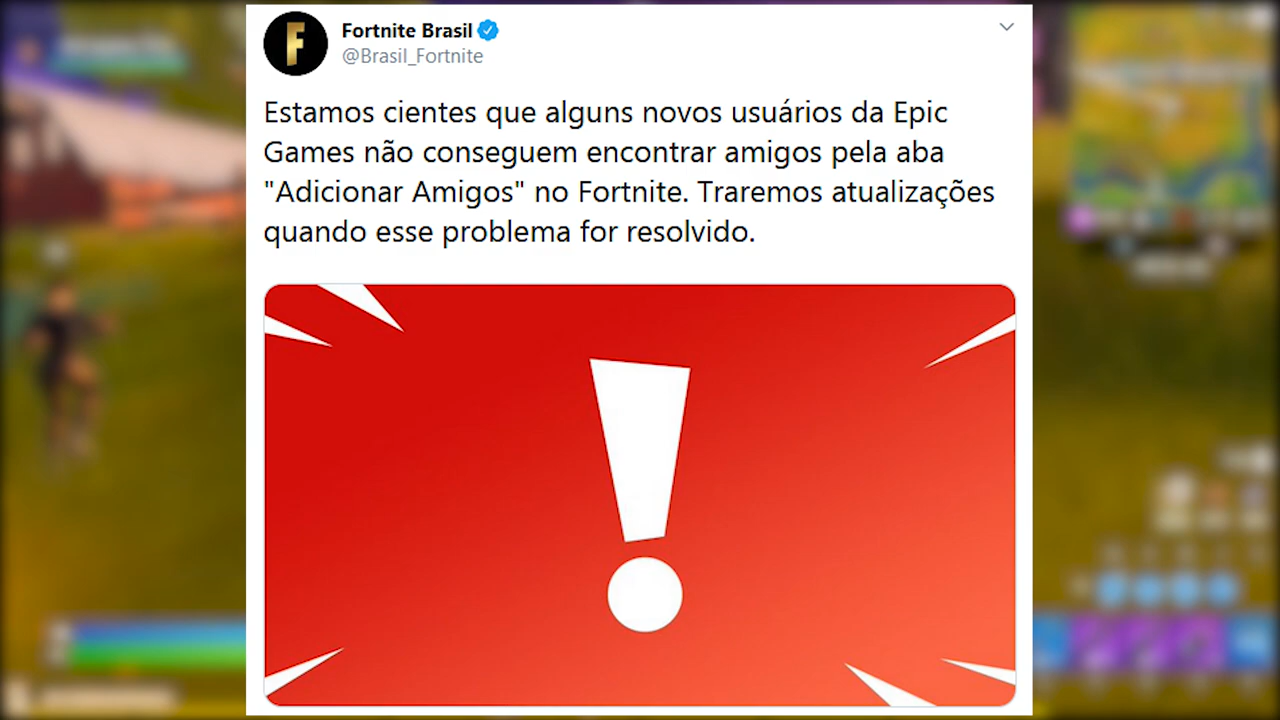 Fortnite Brasil
@Brasil_Fortnite
Estamos cientes que alguns novos usuários da Epic
Games não conseguem encontrar amigos pela aba
"Adicionar Amigos" no Fortnite. Traremos atualizações
quando esse problema for resolvido.
!